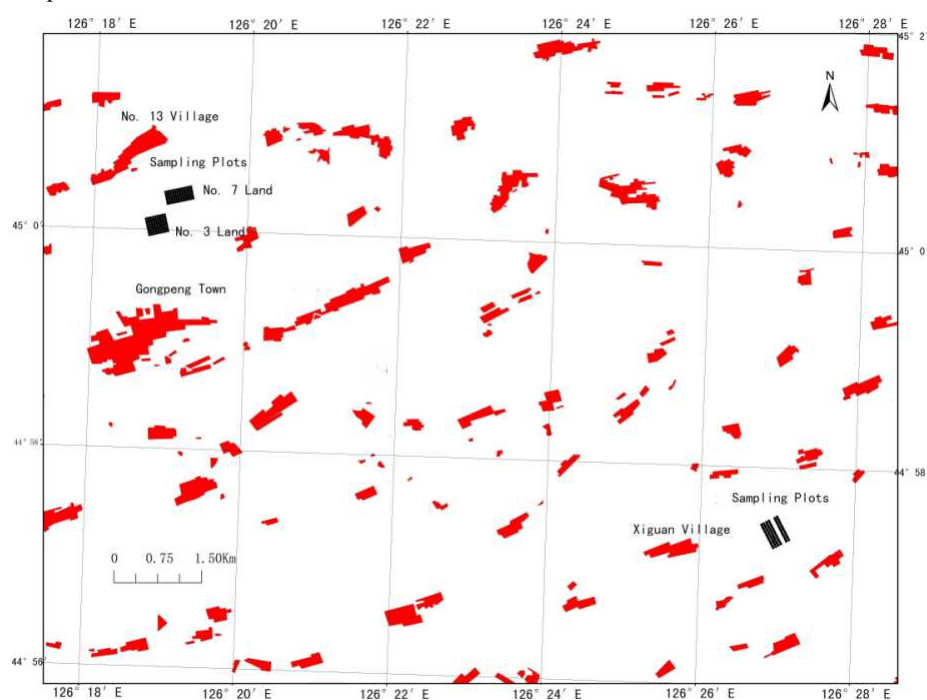 126° 18' E 126° 20' E 126° 22' E 126° 24' E 126° 26' E 126° 28' E
45° 2'
N
No. 13 Village
Sampling Plots
No. 7 Land
No. 3 Land
45° 0'
45° 0'
Gongpeng Town
44° 58'
44° 58'
Sampling Plots
Xiguan Village
0 0.75 1.50Km
44° 56'
126° 18' E 126° 20' E 126° 22' E 126° 24' E 126° 26' E 126° 28' E